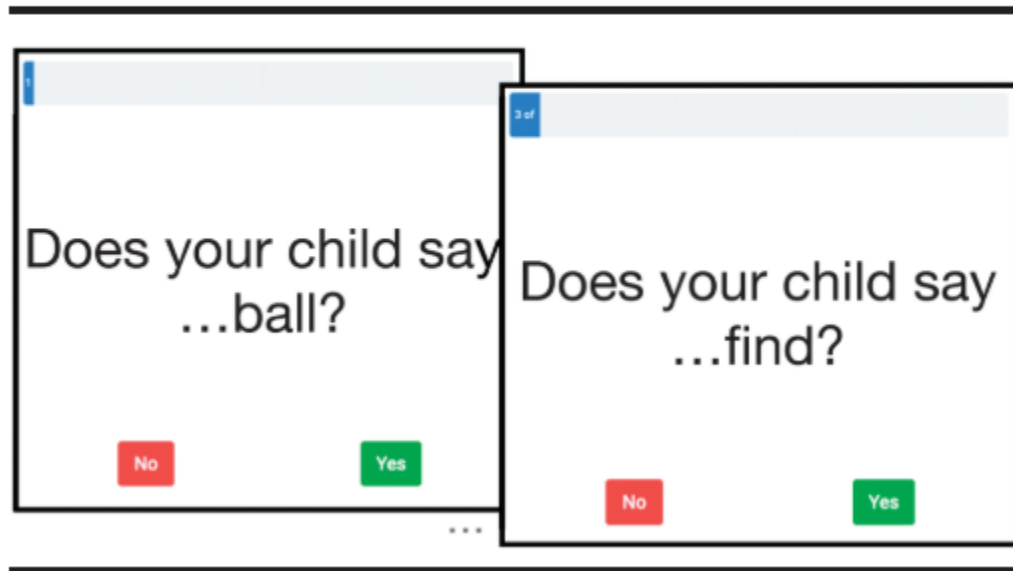 1
Does your child say
...ball?
No
Yes
3 of
Does your child say
...find?
No
Yes
...